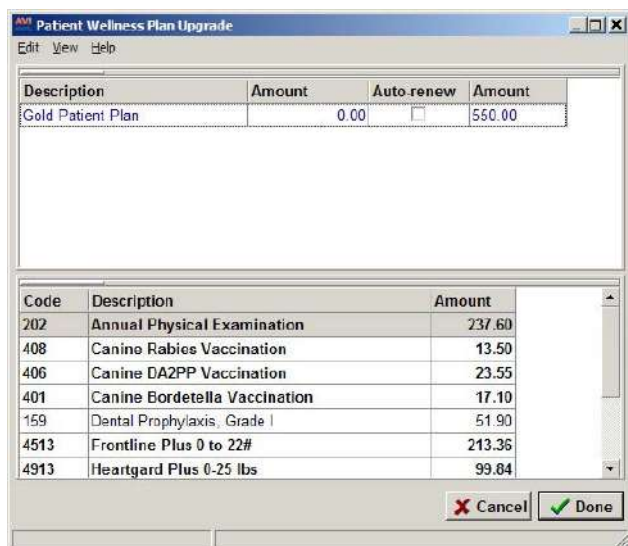 AVI Patient Wellness Plan Upgrade
Edit View Help
Description Amount Auto-renew Amount
Gold Patient Plan 0.00 550.00
Code Description Amount
202 Annual Physical Examination 237.60
408 Canine Rabies Vaccination 13.50
406 Canine DA2PP Vaccination 23.55
401 Canine Bordetella Vaccination 17.10
159 Dental Prophylaxis, Grade I 51.90
4513 Frontline Plus 0 to 22# 213.36
4913 Heartgard Plus 0-25 lbs 99.84
Cancel Done